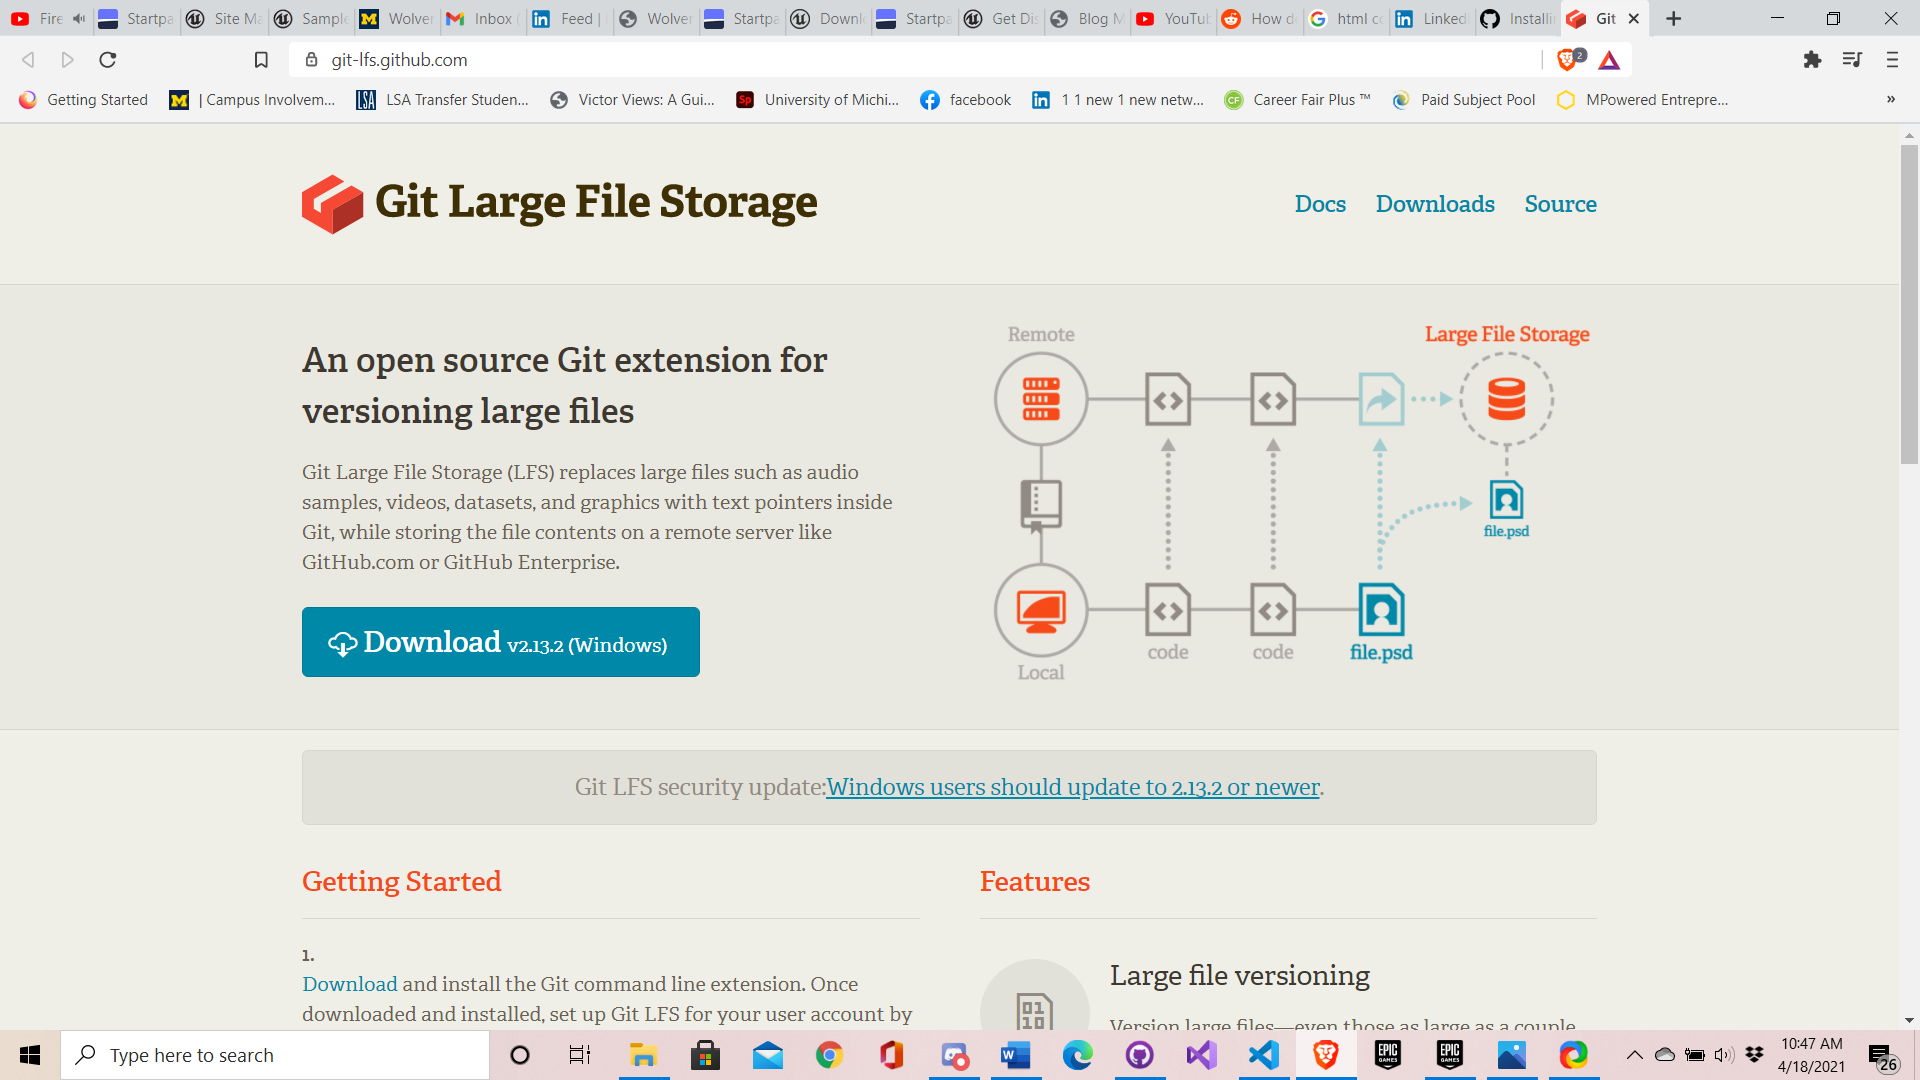 Fire
Startpa
Site Ma
Sample
Wolver
Inbox (
Feed |
Wolver
Startpa
Downl
Startpa
Get Dis
Blog M
YouTub
How d
html co
Linked
Installi
Git
git-lfs.github.com
2
Getting Started
| Campus Involvem...
LSA Transfer Studen...
Victor Views: A Gui...
University of Michi...
facebook
1 1 new 1 new netw...
Career Fair Plus ™
Paid Subject Pool
MPowered Entrepre...
»
Git Large File Storage
Docs
Downloads
Source
An open source Git extension for
versioning large files
Git Large File Storage (LFS) replaces large files such as audio
samples, videos, datasets, and graphics with text pointers inside
Git, while storing the file contents on a remote server like
GitHub.com or GitHub Enterprise.
Download v2.13.2 (Windows)
Remote
Large File Storage
file.psd
code
code
file.psd
Local
Git LFS security update:Windows users should update to 2.13.2 or newer.
Getting Started
1.
Download and install the Git command line extension. Once
downloaded and installed, set up Git LFS for your user account by
Features
Large file versioning
Version large files—even those as large as a couple
Type here to search
10:47 AM
4/18/2021
26